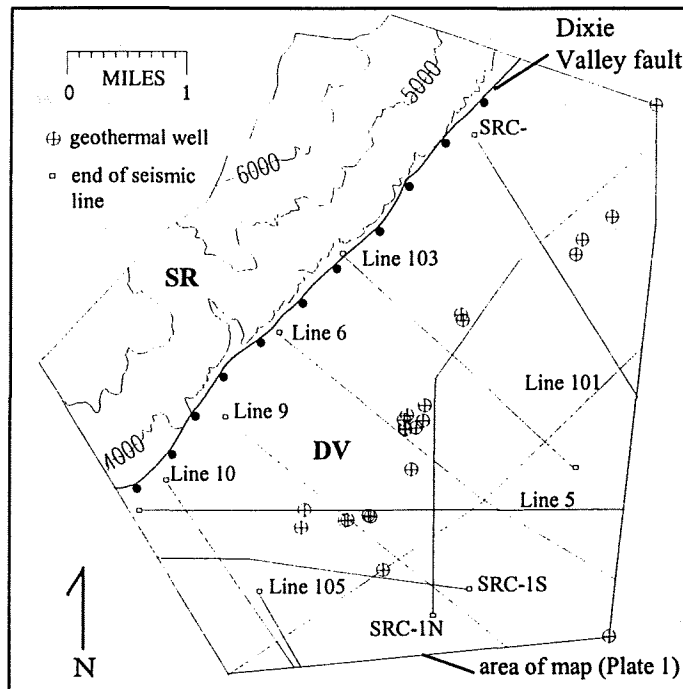 Dixie
Valley fault
MILES
0 1
geothermal well
end of seismic
line
5000
6000
SRC-
Line 103
SR
Line 6
Line 101
Line 9
4000
DV
Line 10
Line 5
Line 105
SRC-1S
SRC-1N
N
area of map (Plate 1)